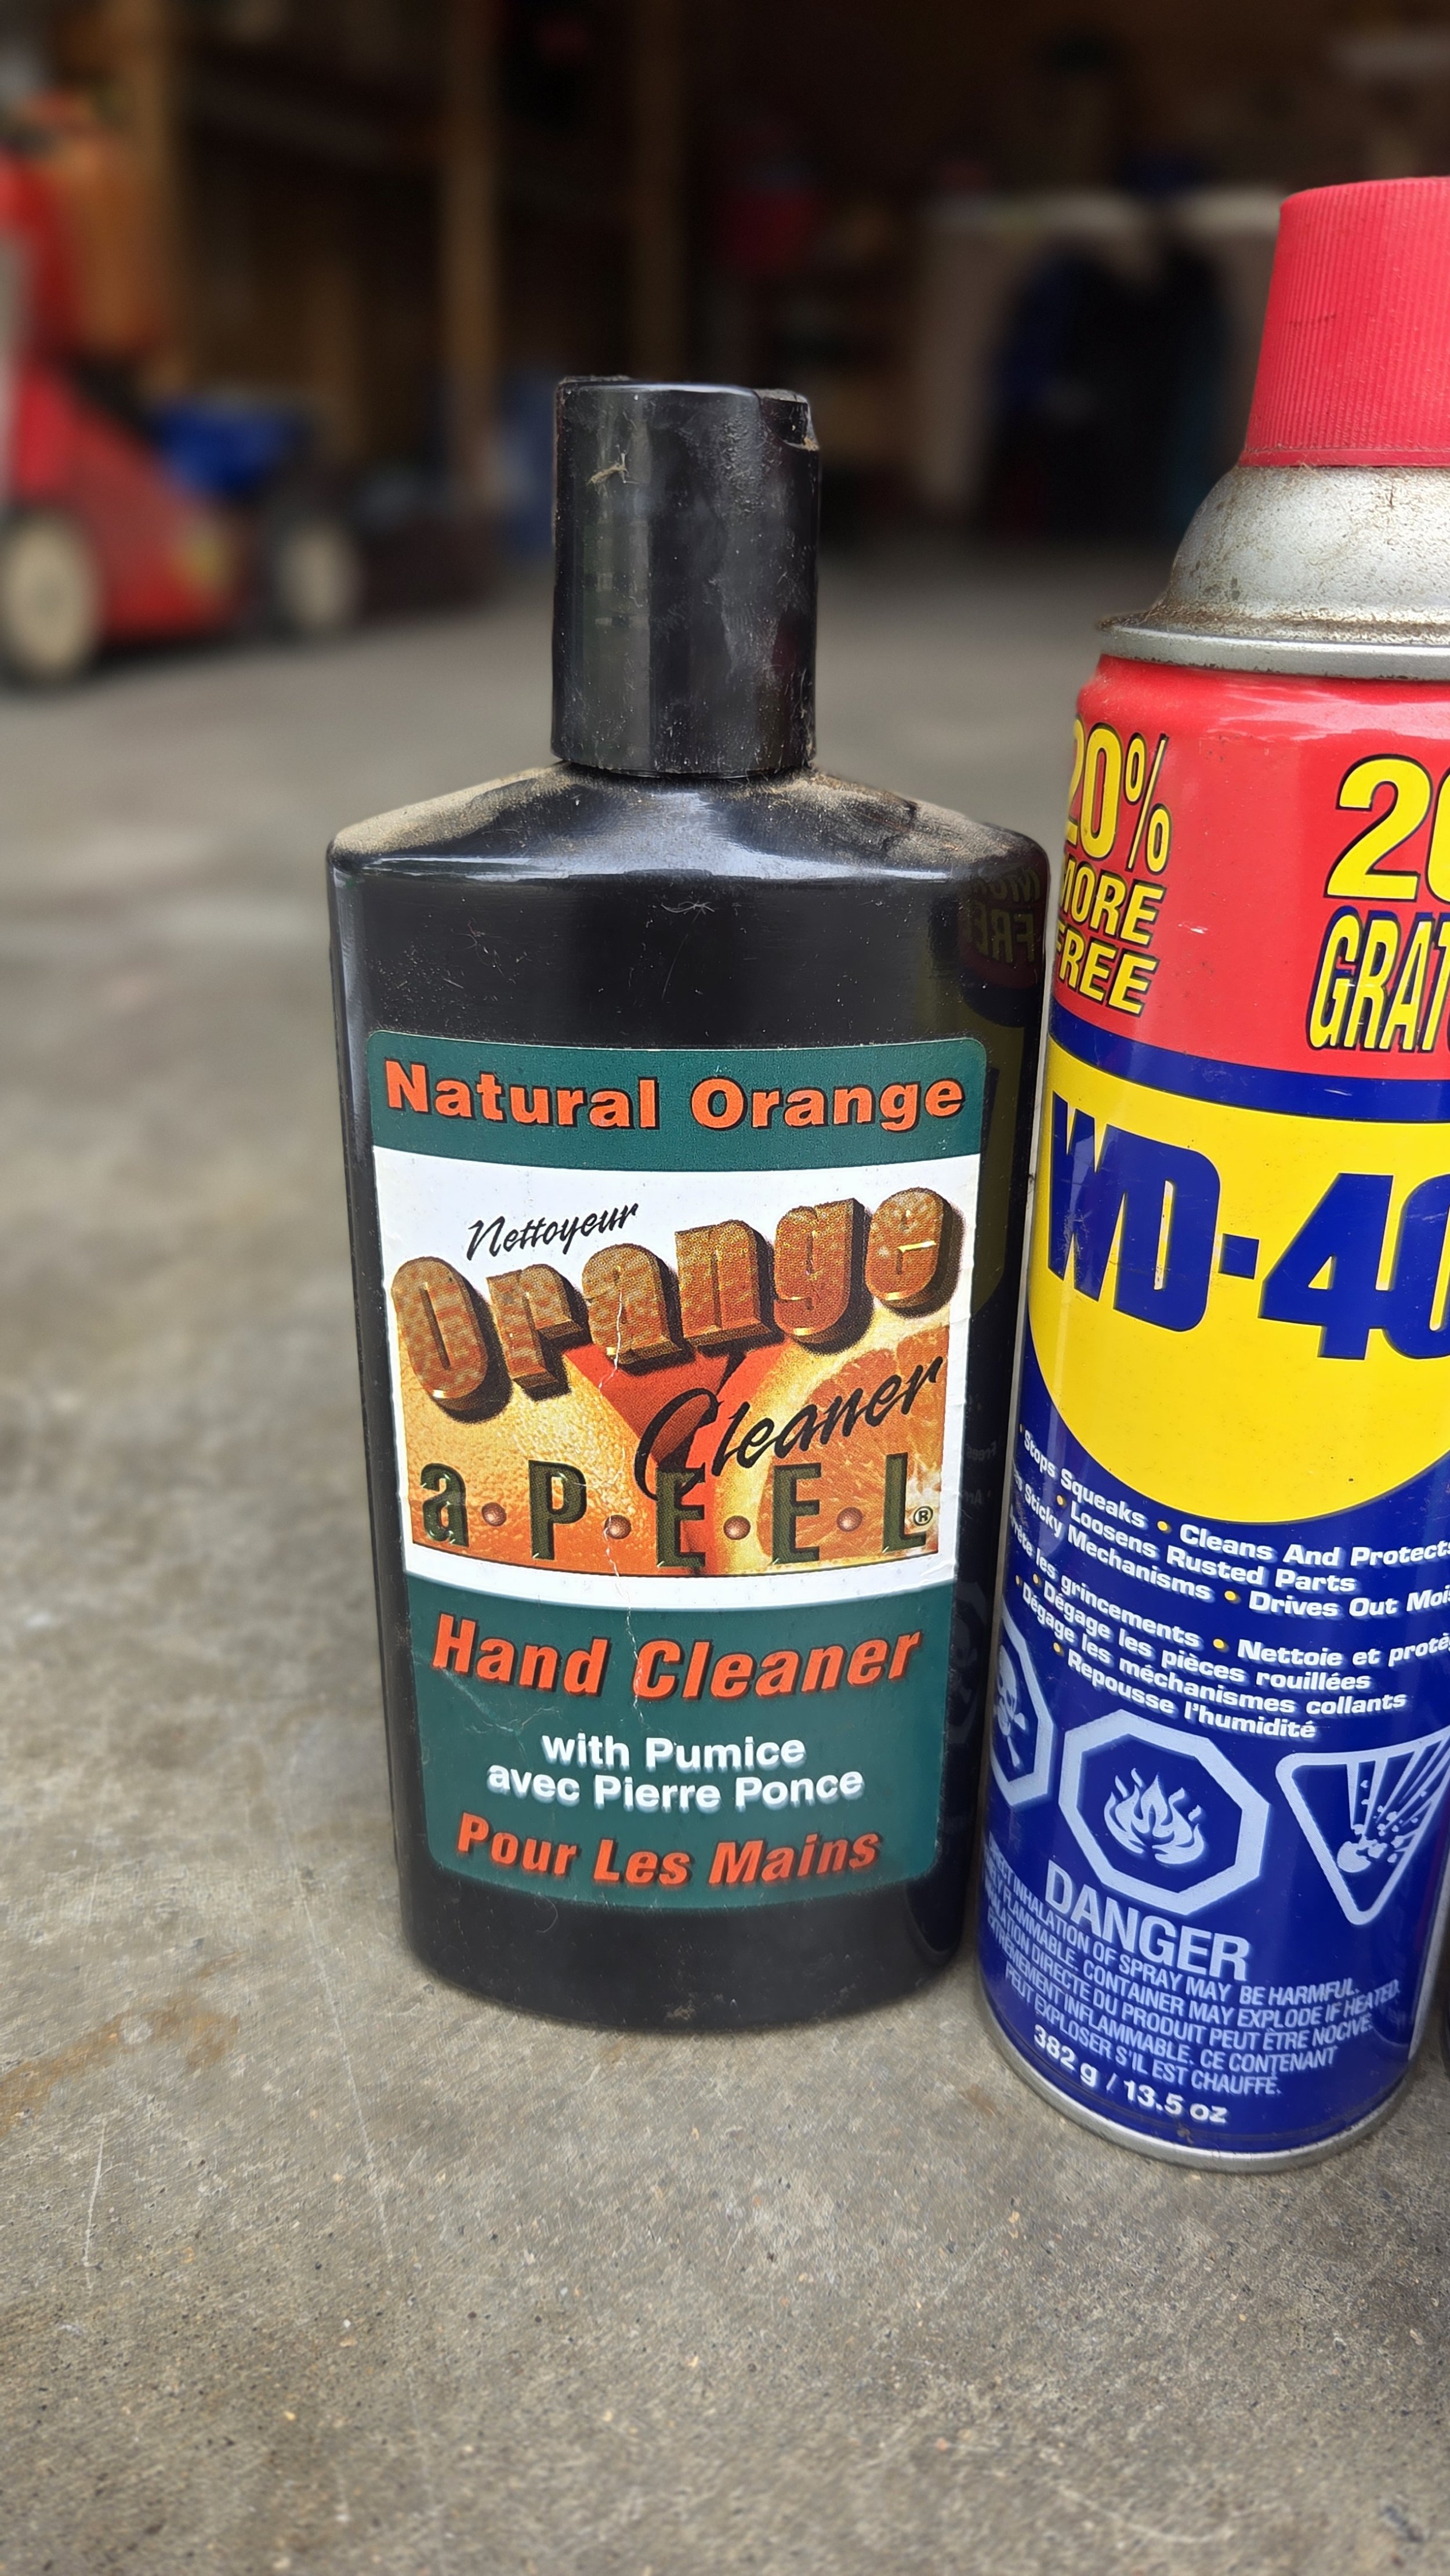 Natural Orange
Nettoyeur
Orange
Cleaner
a·P·E·E·L®
Hand Cleaner
with Pumice
avec Pierre Ponce
Pour Les Mains
20%
MORE
FREE
20
GRAT
WD-40
Stops Squeaks • Cleans And Protects
• Loosens Rusted Parts
Sticky Mechanisms • Drives Out Moi
les grincements • Nettoie et protè
• Dégage les pièces rouillées
Dégage les méchanismes collants
• Repousse l'humidité
DANGER
INHALATION OF SPRAY MAY BE HARMFUL.
FLAMMABLE. CONTAINER MAY EXPLODE IF HEATED.
DIRECTE DU PRODUIT PEUT ÊTRE NOCIVE.
INFLAMMABLE. CE CONTENANT
PEUT EXPLOSER S'IL EST CHAUFFÉ.
382 g / 13.5 oz